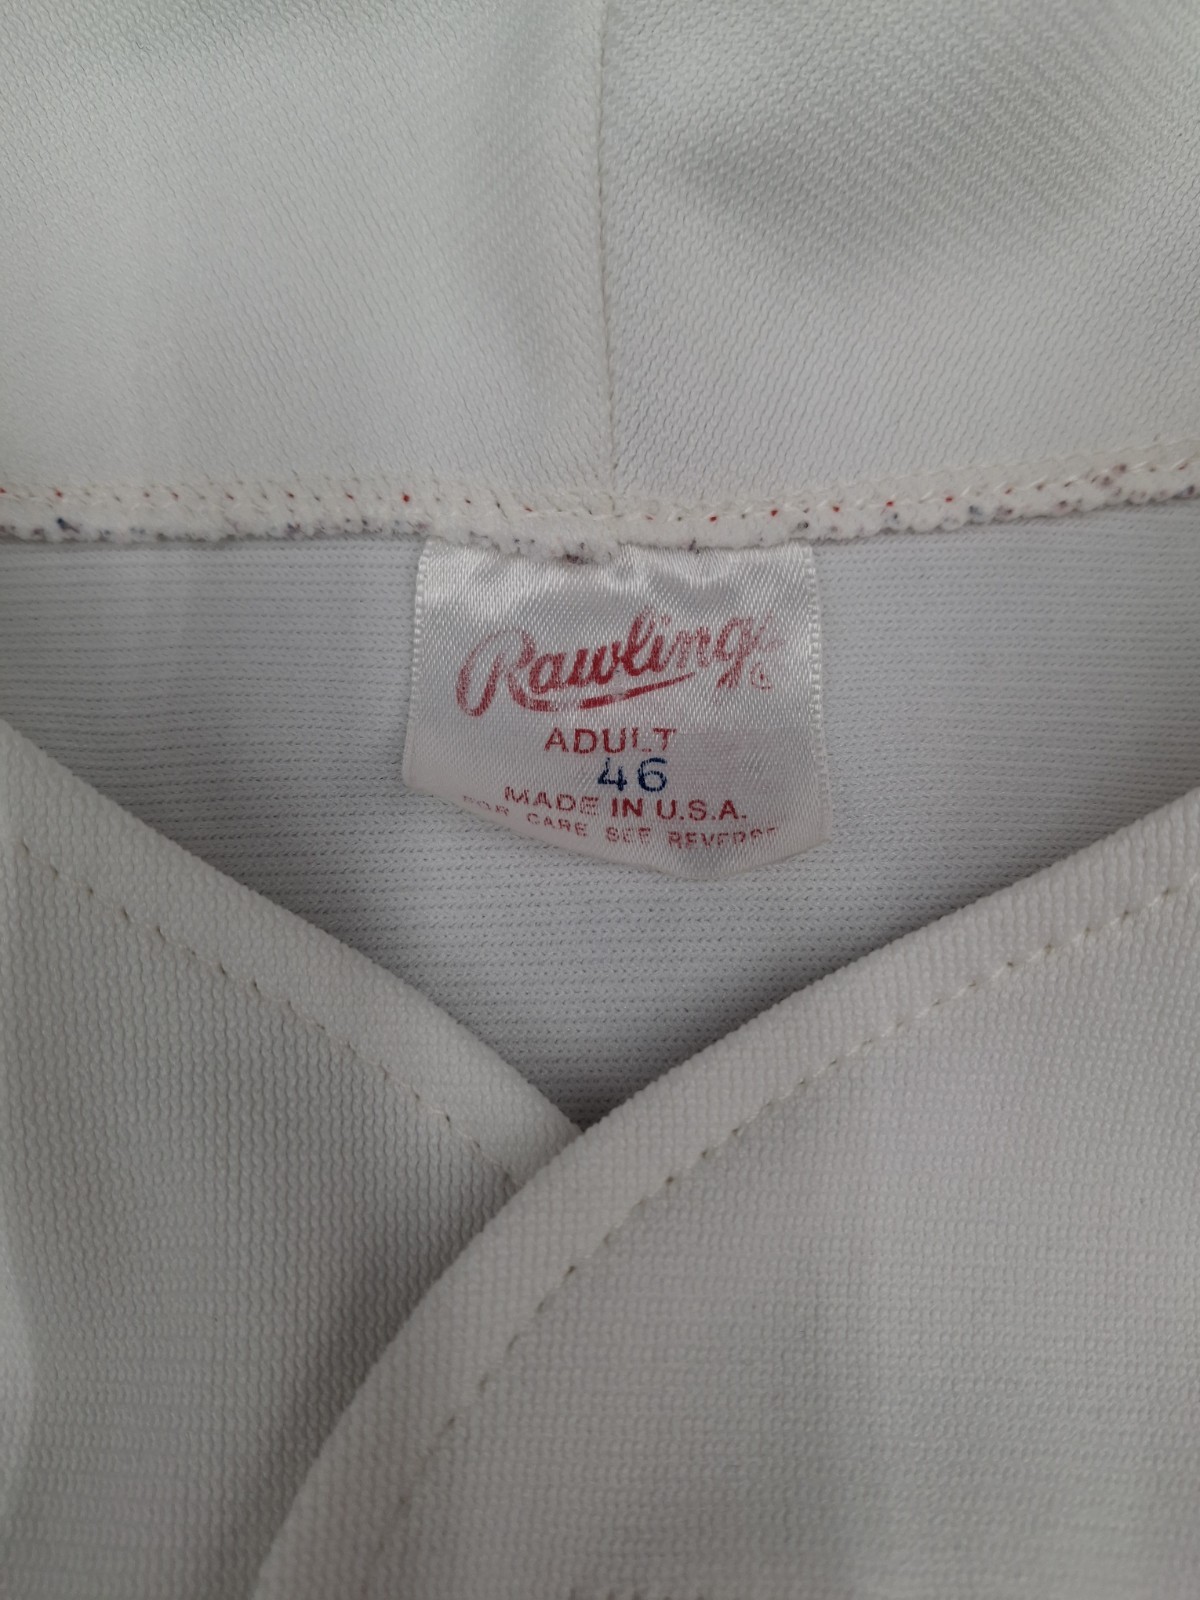 Rawlings
ADULT
46
MADE IN U.S.A.
FOR CARE SEE REVERSE